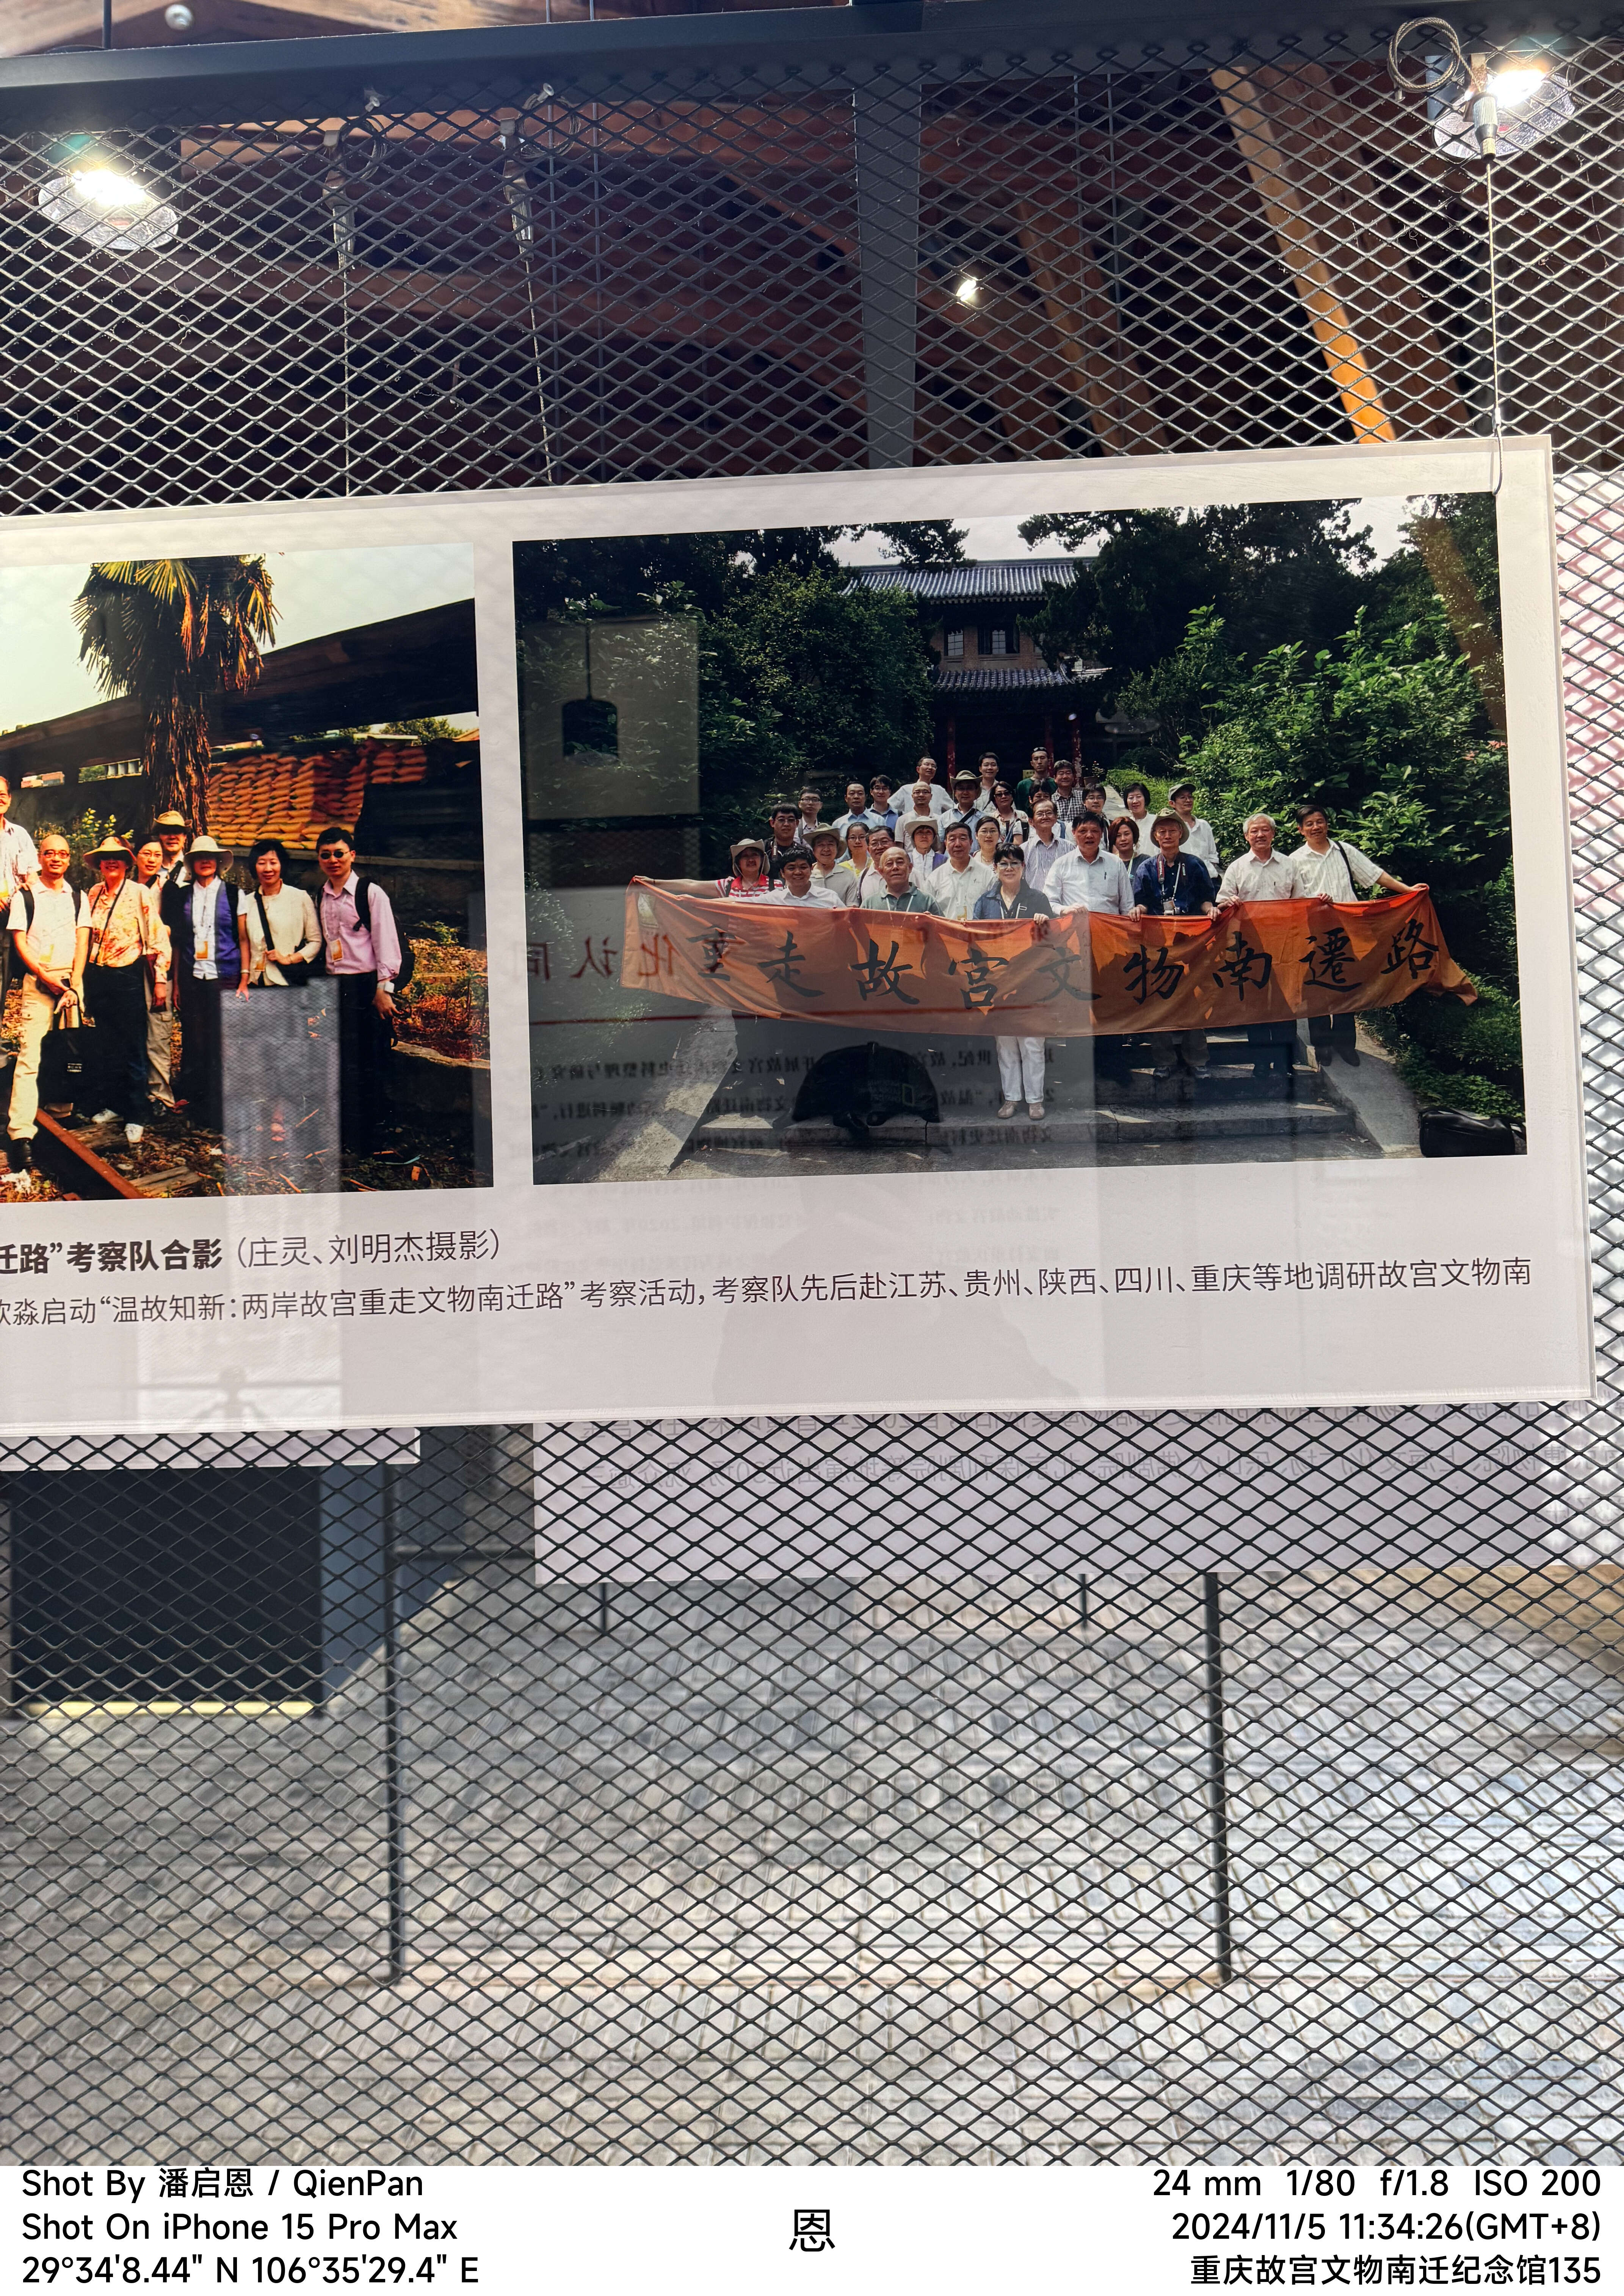 重走故宫文物南遷路
迁路”考察队合影（庄灵、刘明杰摄影）
淼启动“温故知新：两岸故宫重走文物南迁路”考察活动，考察队先后赴江苏、贵州、陕西、四川、重庆等地调研故宫文物南
Shot By 潘启恩 / QienPan
Shot On iPhone 15 Pro Max
29°34'8.44" N 106°35'29.4" E
恩
24 mm 1/80 f/1.8 ISO 200
2024/11/5 11:34:26(GMT+8)
重庆故宫文物南迁纪念馆135